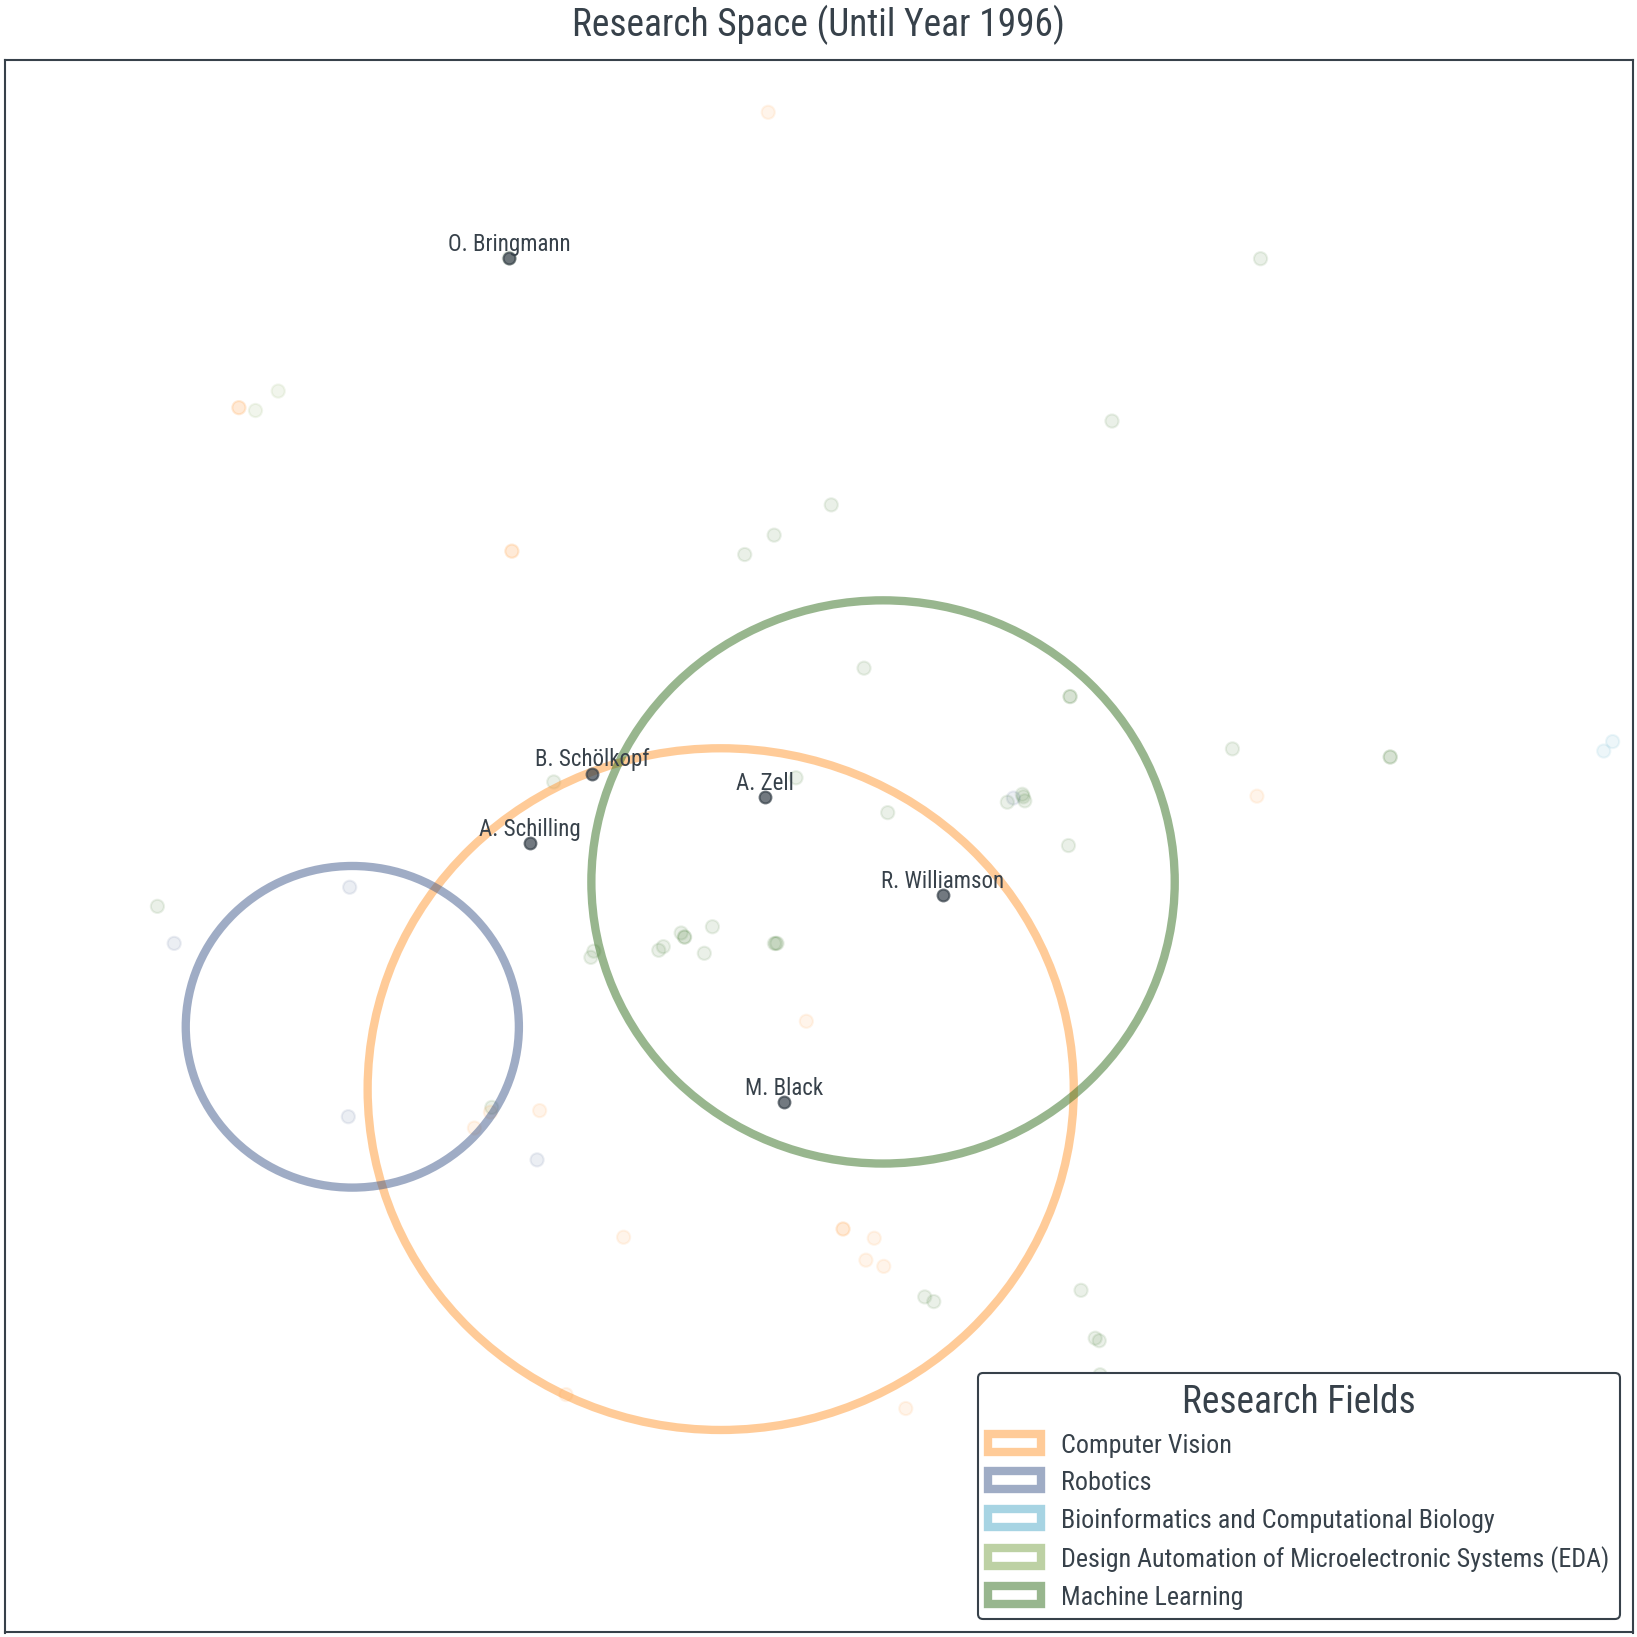 Research Space (Until Year 1996)
O. Bringmann
B. Schölkopf
A. Zell
A. Schilling
R. Williamson
M. Black
Research Fields
Computer Vision
Robotics
Bioinformatics and Computational Biology
Design Automation of Microelectronic Systems (EDA)
Machine Learning